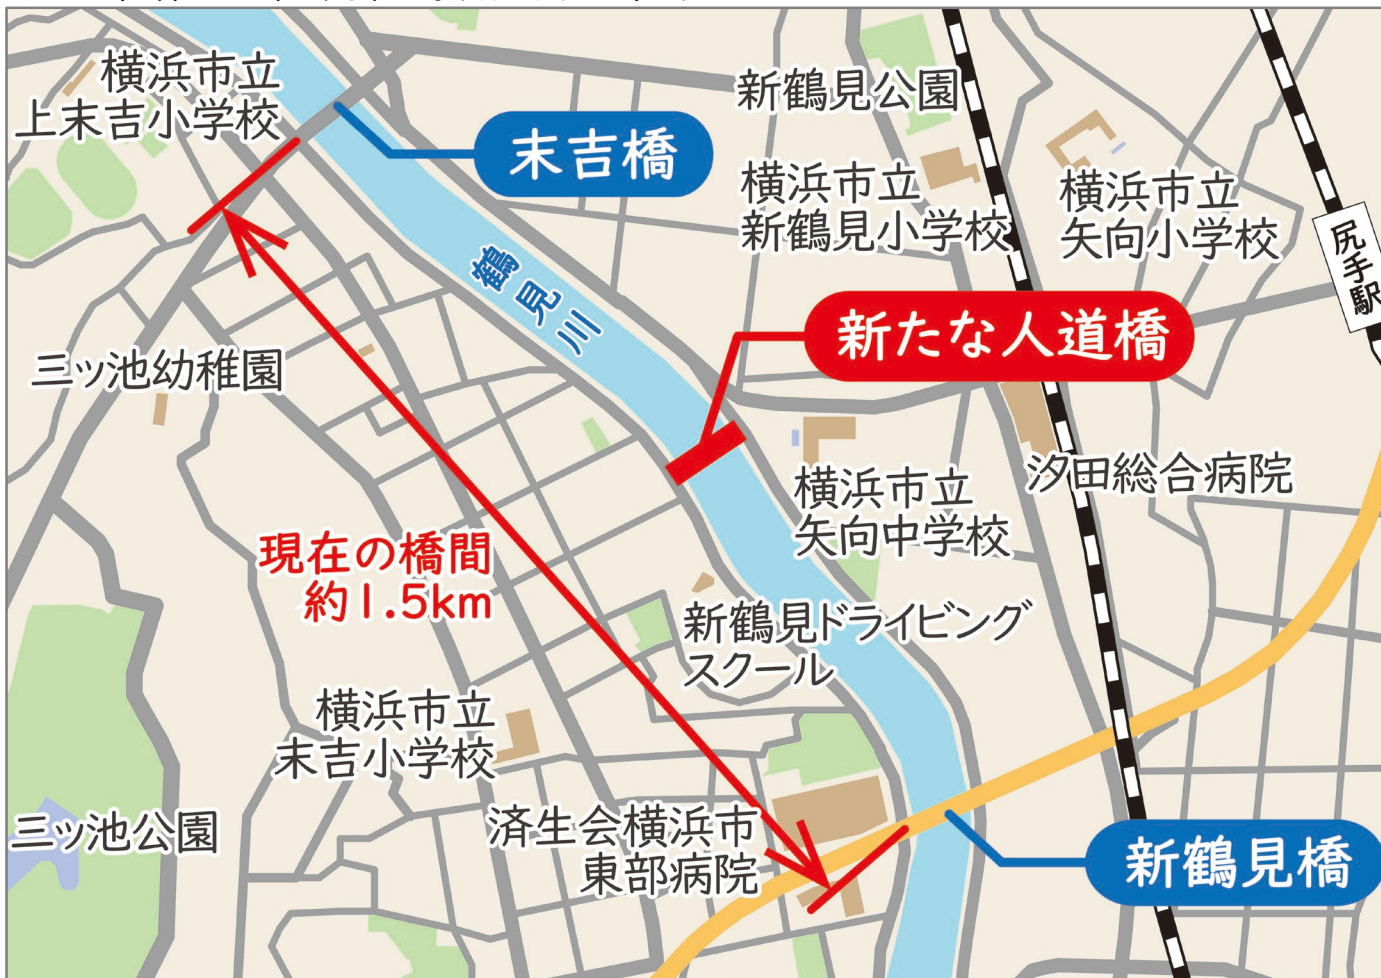 横浜市立
上末吉小学校
末吉橋
新鶴見公園
横浜市立
新鶴見小学校
横浜市立
矢向小学校
尻手駅
鶴見川
新たな人道橋
三ッ池幼稚園
横浜市立
矢向中学校
汐田総合病院
現在の橋間
約1.5km
新鶴見ドライビング
スクール
横浜市立
末吉小学校
三ッ池公園
済生会横浜市
東部病院
新鶴見橋